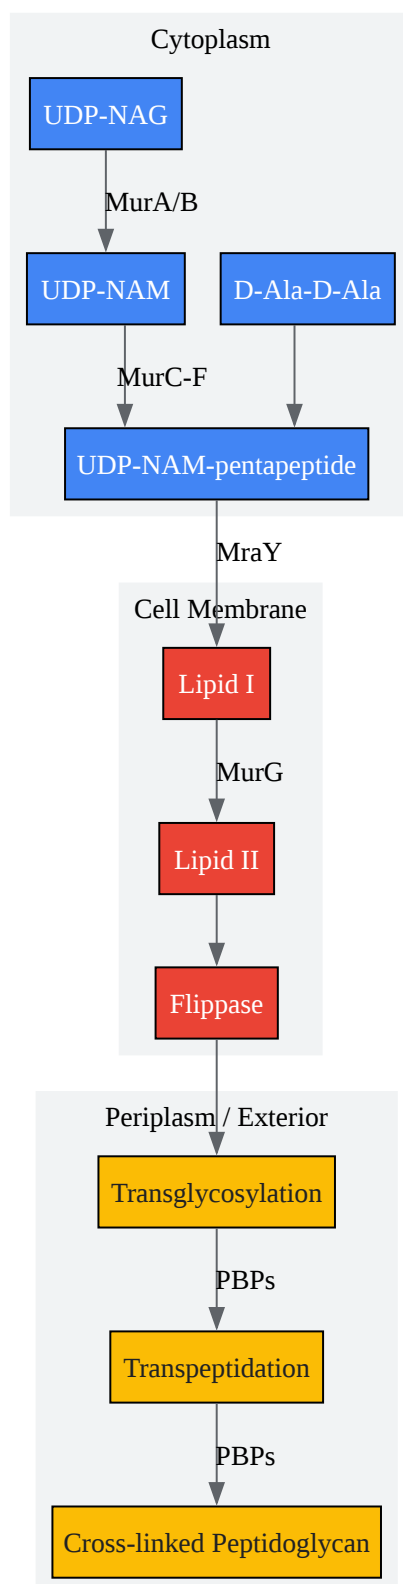 Cytoplasm
UDP-NAG
MurA/B
UDP-NAM
D-Ala-D-Ala
MurC-F
UDP-NAM-pentapeptide
MraY
Cell Membrane
Lipid I
MurG
Lipid II
Flippase
Periplasm / Exterior
Transglycosylation
PBPs
Transpeptidation
PBPs
Cross-linked Peptidoglycan